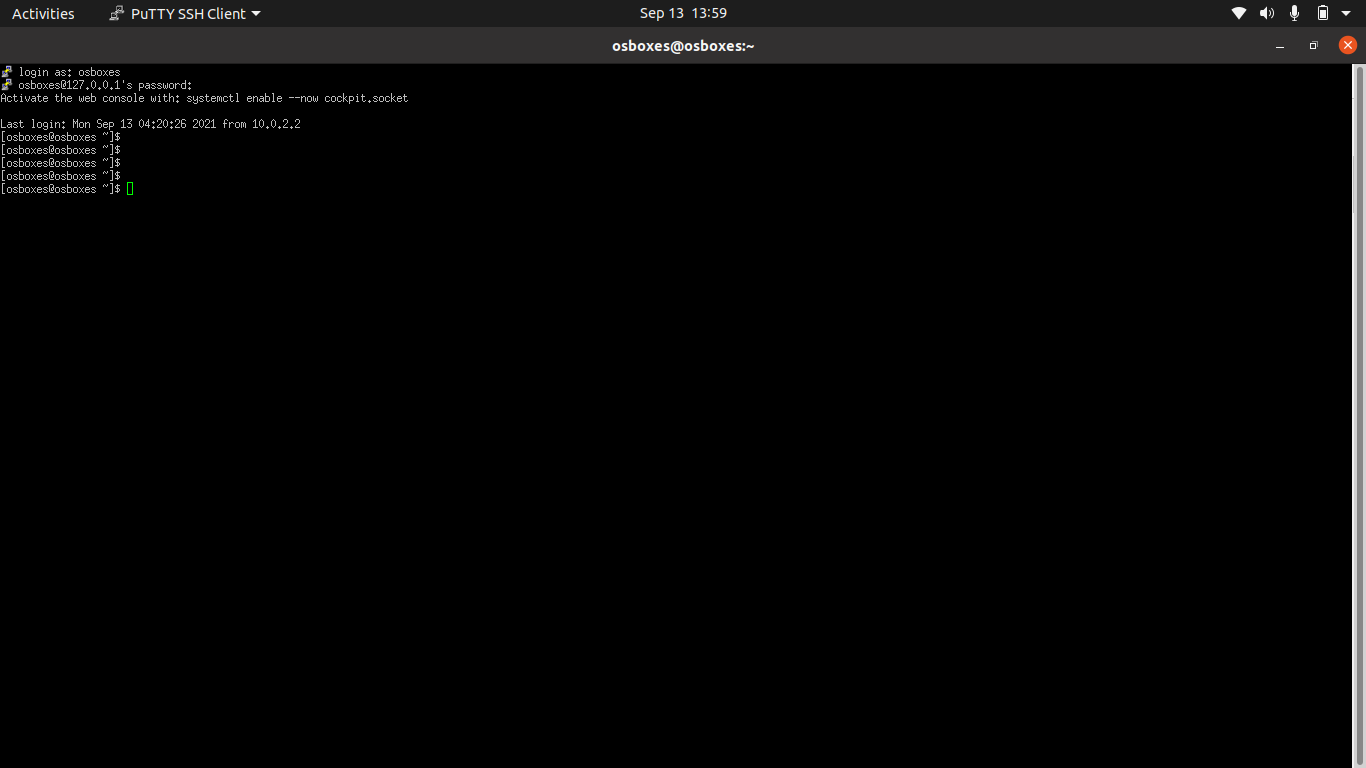 Activities PuTTY SSH Client Sep 13 13:59
osboxes@osboxes:~
login as: osboxes
osboxes@127.0.0.1's password:
Activate the web console with: systemctl enable --now cockpit.socket
Last login: Mon Sep 13 04:20:26 2021 from 10.0.2.2
[osboxes@osboxes ~]$
[osboxes@osboxes ~]$
[osboxes@osboxes ~]$
[osboxes@osboxes ~]$
[osboxes@osboxes ~]$